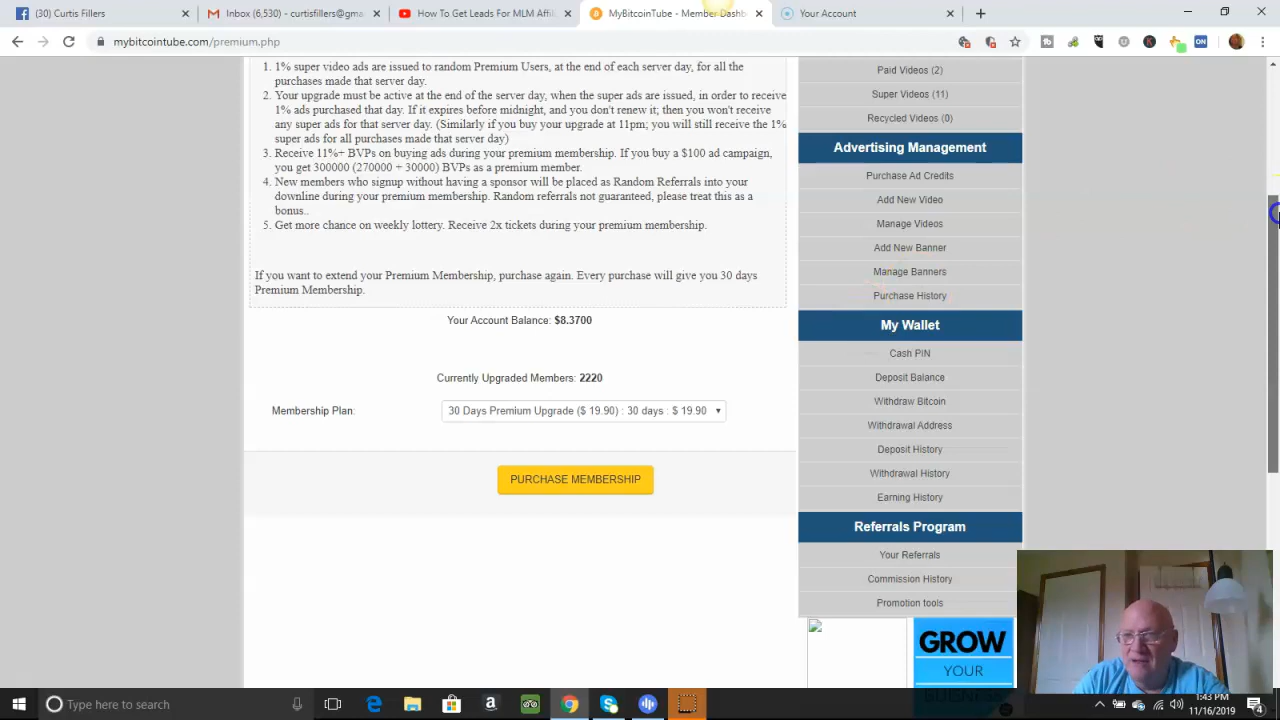 (30) Curtis Fillers
Inbox (6,530) - curtisfillers@gma
How To Get Leads For MLM Affili
MyBitcoinTube - Member Dashb
Your Account
mybitcointube.com/premium.php
1. 1% super video ads are issued to random Premium Users, at the end of each server day, for all the
purchases made that server day.
2. Your upgrade must be active at the end of the server day, when the super ads are issued, in order to receive
1% ads purchased that day. If it expires before midnight, and you don't renew it; then you won't receive
any super ads for that server day. (Similarly if you buy your upgrade at 11pm; you will still receive the 1%
super ads for all purchases made that server day)
3. Receive 11%+ BVPs on buying ads during your premium membership. If you buy a $100 ad campaign,
you get 300000 (270000 + 30000) BVPs as a premium member.
4. New members who signup without having a sponsor will be placed as Random Referrals into your
downline during your premium membership. Random referrals not guaranteed, please treat this as a
bonus..
5. Get more chance on weekly lottery. Receive 2x tickets during your premium membership.
If you want to extend your Premium Membership, purchase again. Every purchase will give you 30 days
Premium Membership.
Your Account Balance: $8.3700
Currently Upgraded Members: 2220
Membership Plan:
30 Days Premium Upgrade ($ 19.90) : 30 days : $ 19.90
PURCHASE MEMBERSHIP
Paid Videos (2)
Super Videos (11)
Recycled Videos (0)
Advertising Management
Purchase Ad Credits
Add New Video
Manage Videos
Add New Banner
Manage Banners
Purchase History
My Wallet
Cash PIN
Deposit Balance
Withdraw Bitcoin
Withdrawal Address
Deposit History
Withdrawal History
Earning History
Referrals Program
Your Referrals
Commission History
Promotion tools
GROW
YOUR
Type here to search
1:43 PM
11/16/2019